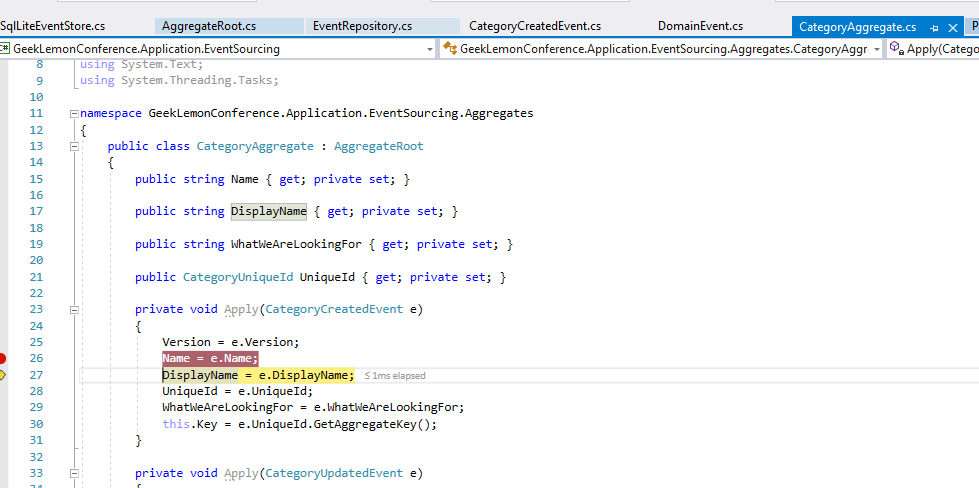 SqlLiteEventStore.cs AggregateRoot.cs EventRepository.cs CategoryCreatedEvent.cs DomainEvent.cs CategoryAggregate.cs
C# GeekLemonConference.Application.EventSourcing GeekLemonConference.Application.EventSourcing.Aggregates.CategoryAggr Apply(Catego
8 using System.Text;
9 using System.Threading.Tasks;
10
11 namespace GeekLemonConference.Application.EventSourcing.Aggregates
12 {
13 public class CategoryAggregate : AggregateRoot
14 {
15 public string Name { get; private set; }
16
17 public string DisplayName { get; private set; }
18
19 public string WhatWeAreLookingFor { get; private set; }
20
21 public CategoryUniqueId UniqueId { get; private set; }
22
23 private void Apply(CategoryCreatedEvent e)
24 {
25 Version = e.Version;
26 Name = e.Name;
27 DisplayName = e.DisplayName; ≤ 1ms elapsed
28 UniqueId = e.UniqueId;
29 WhatWeAreLookingFor = e.WhatWeAreLookingFor;
30 this.Key = e.UniqueId.GetAggregateKey();
31 }
32
33 private void Apply(CategoryUpdatedEvent e)